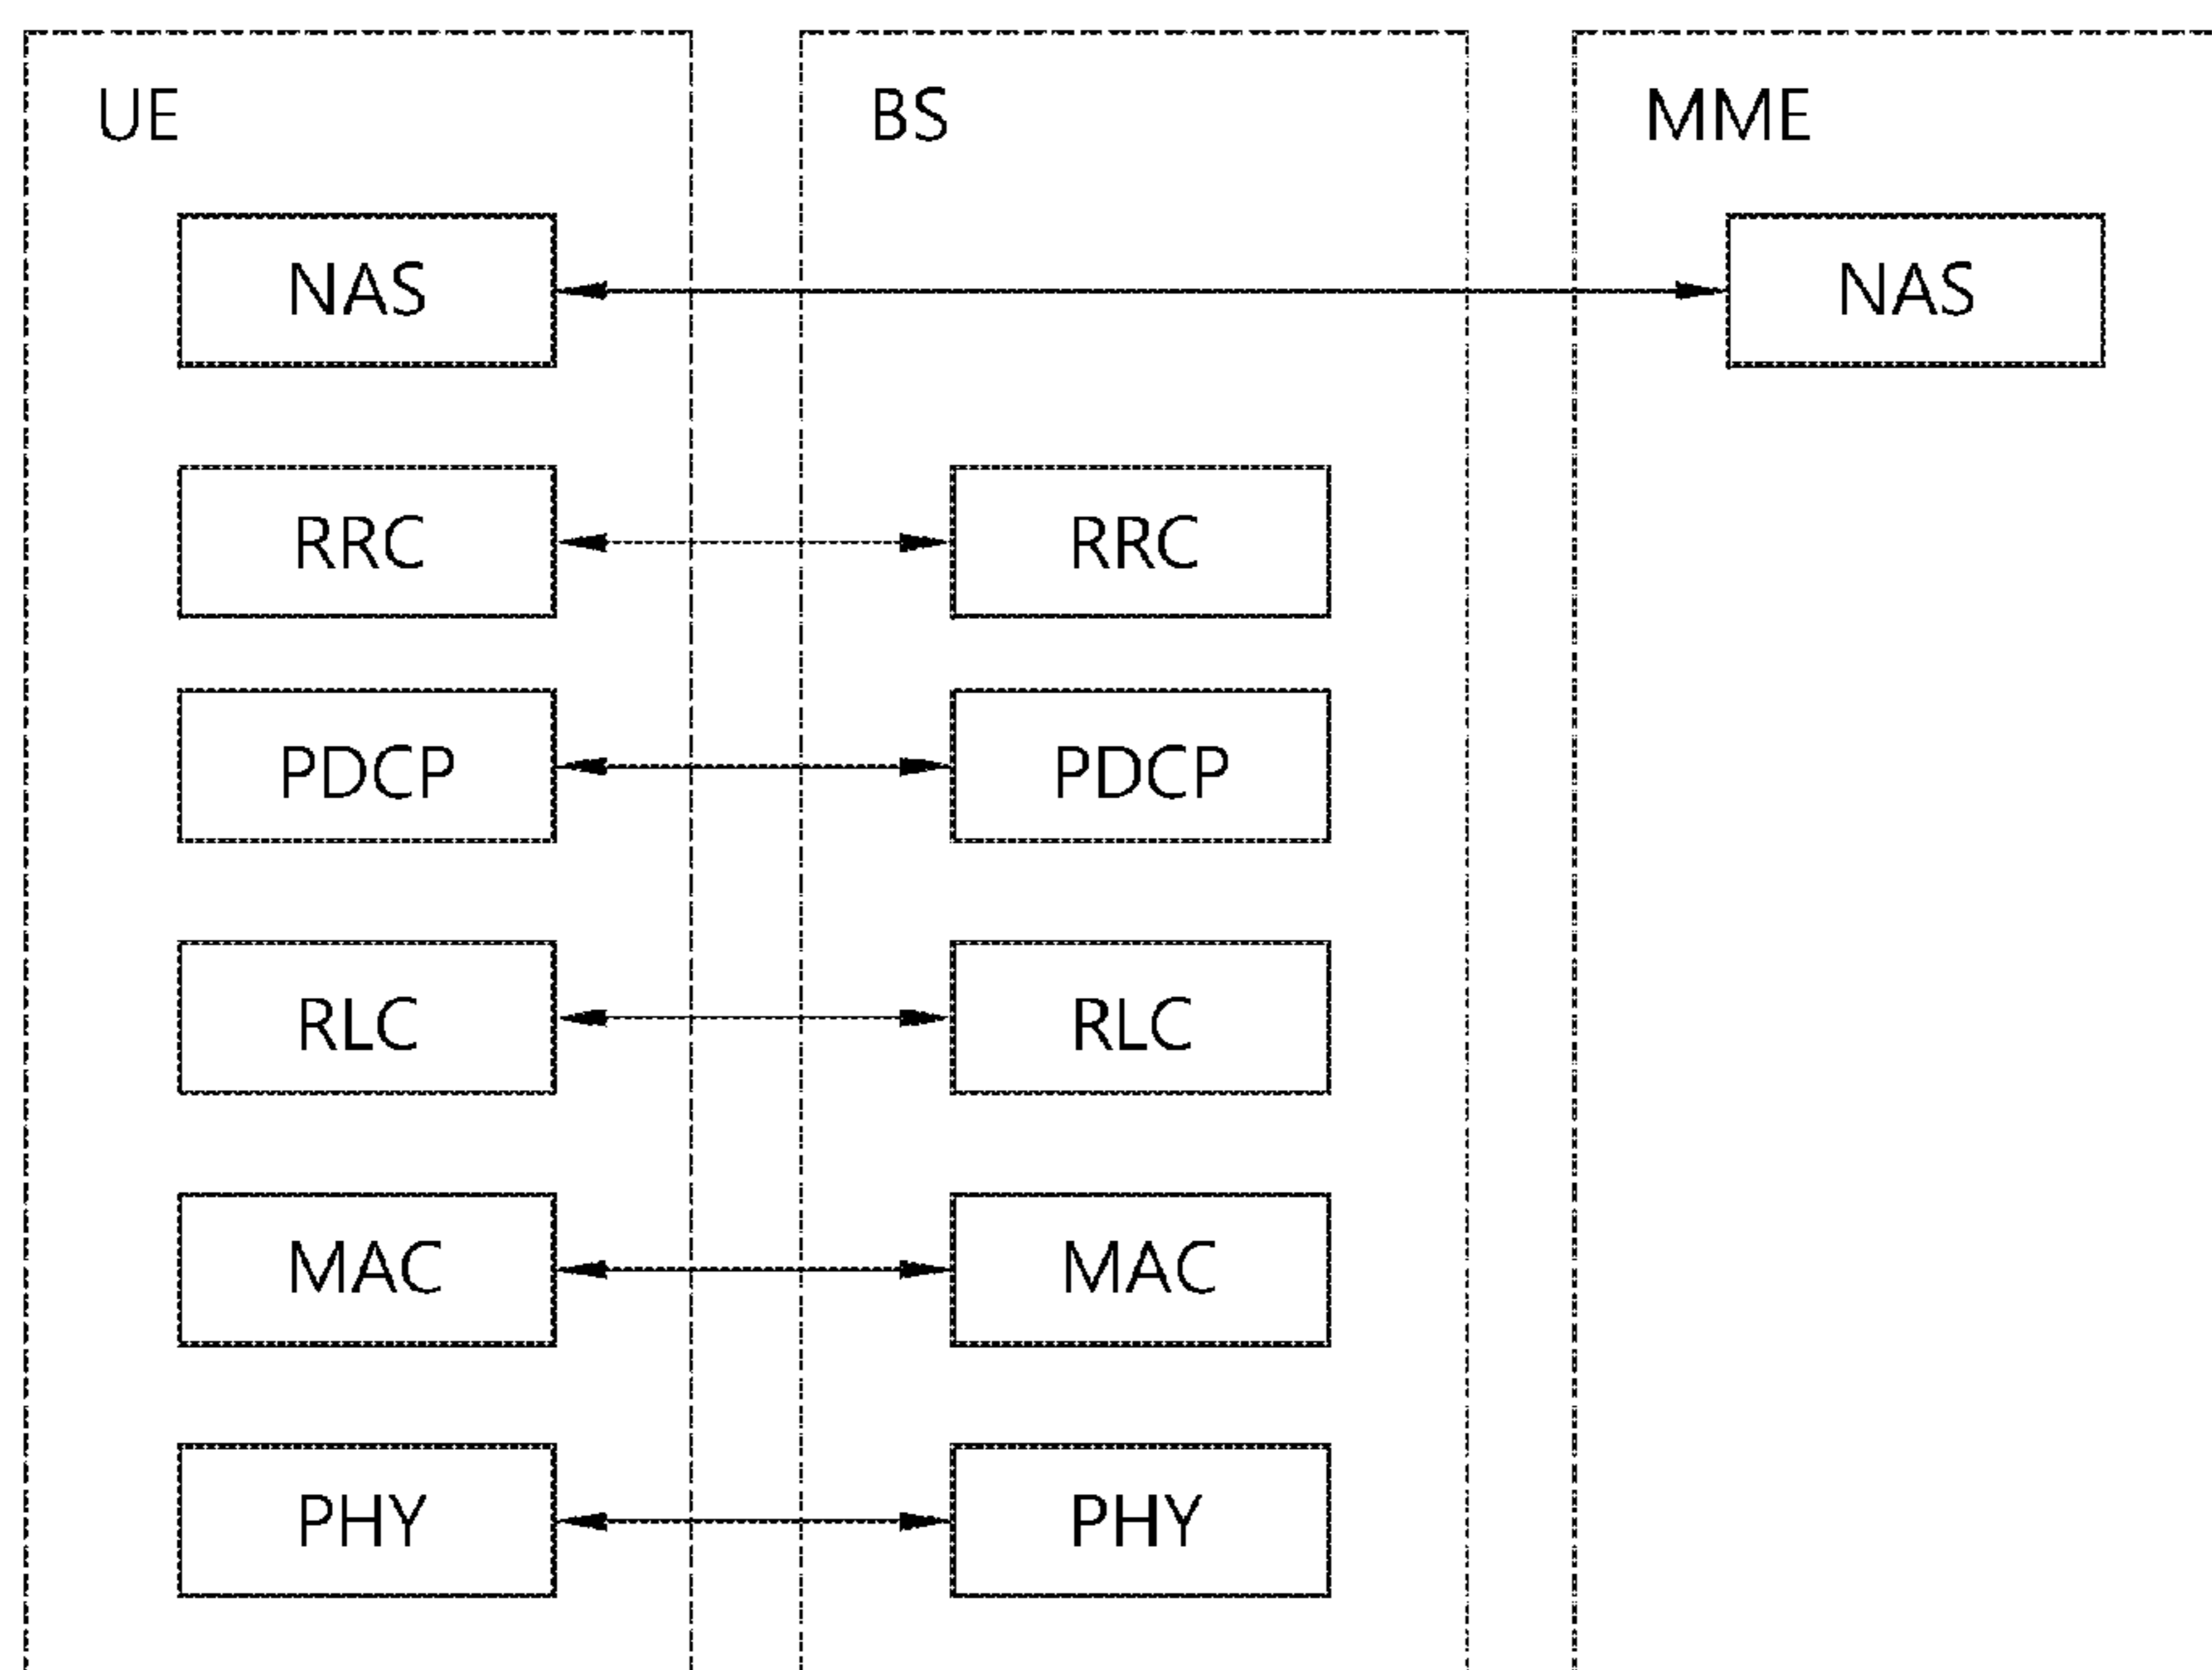 UE BS MME
NAS NAS
RRC RRC
PDCP PDCP
RLC RLC
MAC MAC
PHY PHY